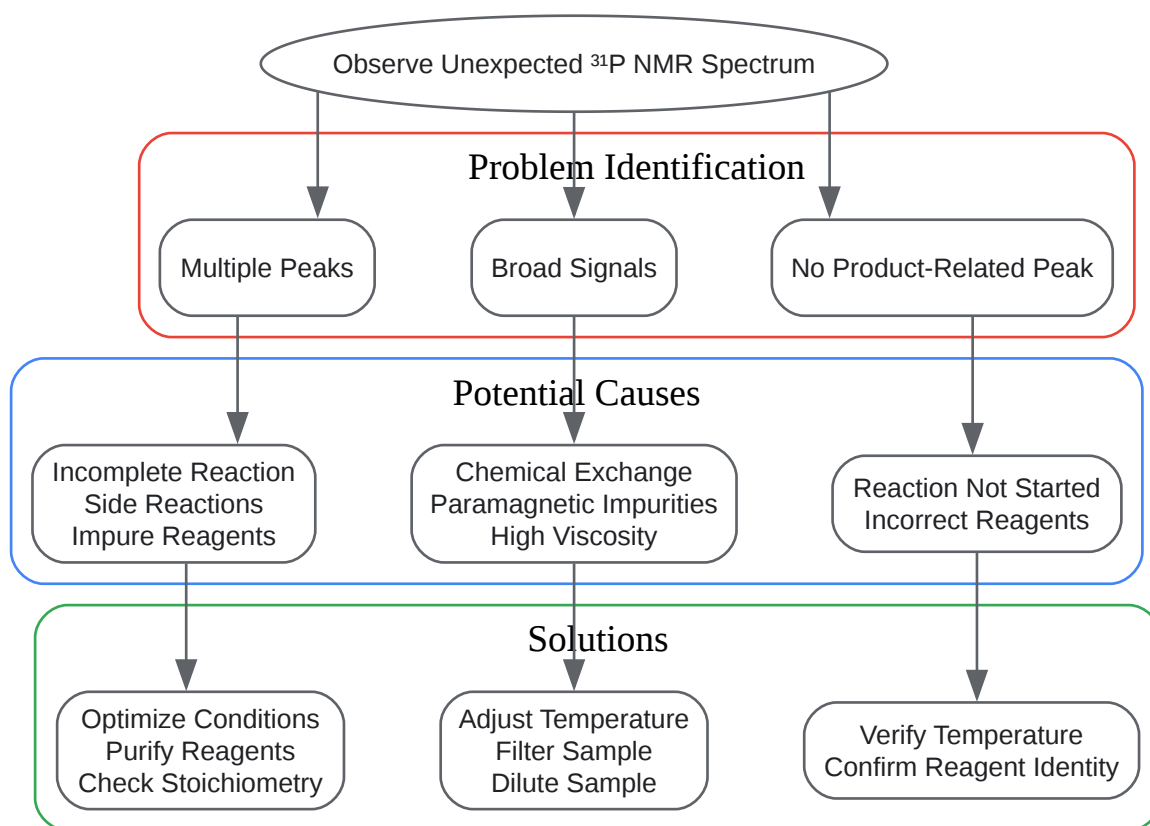 Observe Unexpected ³¹P NMR Spectrum
Problem Identification
Multiple Peaks
Broad Signals
No Product-Related Peak
Potential Causes
Incomplete Reaction
Side Reactions
Impure Reagents
Chemical Exchange
Paramagnetic Impurities
High Viscosity
Reaction Not Started
Incorrect Reagents
Solutions
Optimize Conditions
Purify Reagents
Check Stoichiometry
Adjust Temperature
Filter Sample
Dilute Sample
Verify Temperature
Confirm Reagent Identity